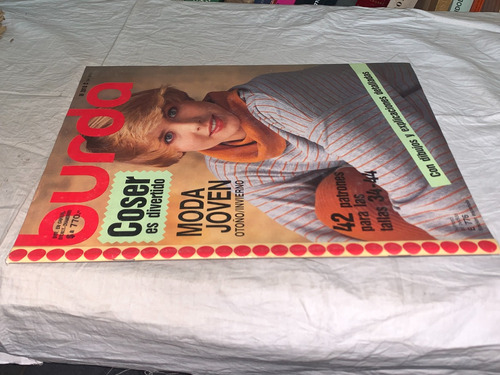 burda
Coser
es divertido
MODA
JOVEN
OTOÑO/INVIERNO
42 patrones
para las
tallas 34-44
Con dibujos y explicaciones detalladas